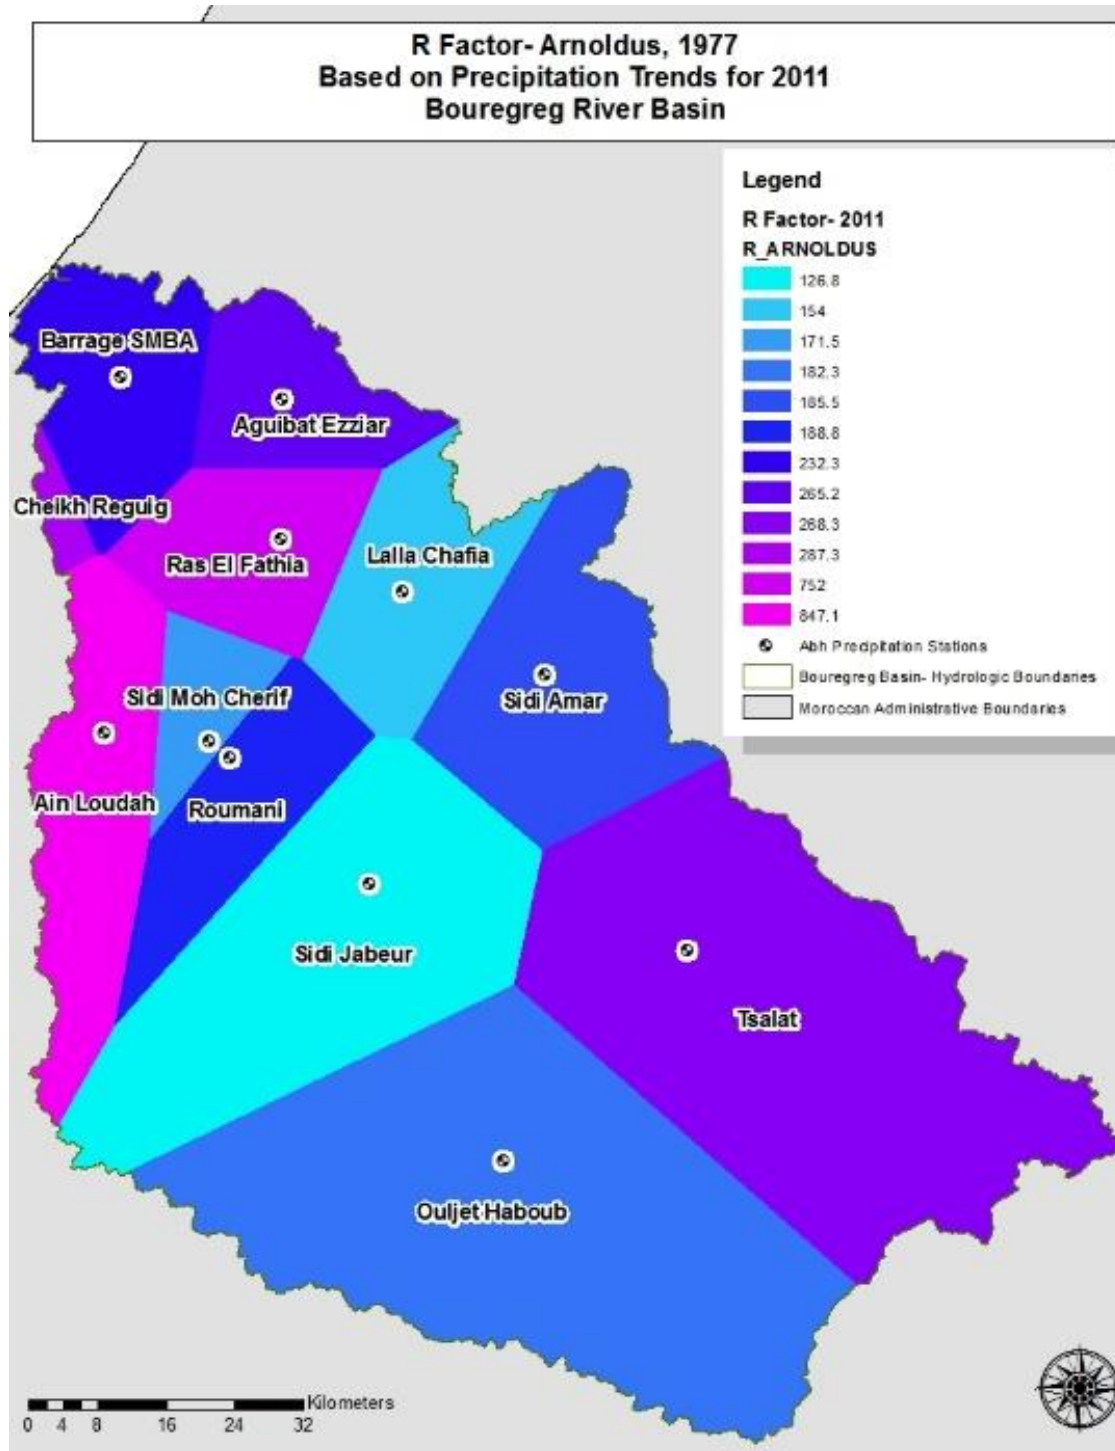 R Factor- Arnoldus, 1977
Based on Precipitation Trends for 2011
Bouregreg River Basin
Legend
R Factor- 2011
R_ARNOLDUS
126.8
154
171.5
182.3
185.5
188.8
232.3
265.2
268.3
287.3
752
847.1
Abh Precipitation Stations
Bouregreg Basin- Hydrologic Boundaries
Moroccan Administrative Boundaries
Barrage SMBA
Aguibat Ezziar
Cheikh Reguig
Ras El Fathia
Lalla Chafia
Sidi Moh Cherif
Sidi Amar
Ain Loudah
Roumani
Sidi Jabeur
Tsalat
Ouljet Haboub
Kilometers
0 4 8 16 24 32